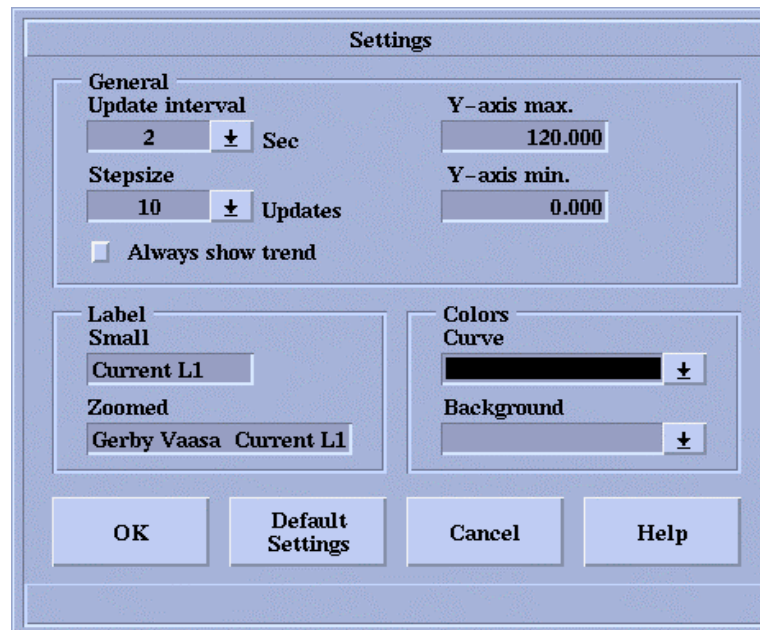 Settings
General
Update interval
2 Sec
Y-axis max.
120.000
Stepsize
10 Updates
Y-axis min.
0.000
Always show trend
Label
Small
Current L1
Zoomed
Gerby Vaasa  Current L1
Colors
Curve
Background
OK
Default
Settings
Cancel
Help